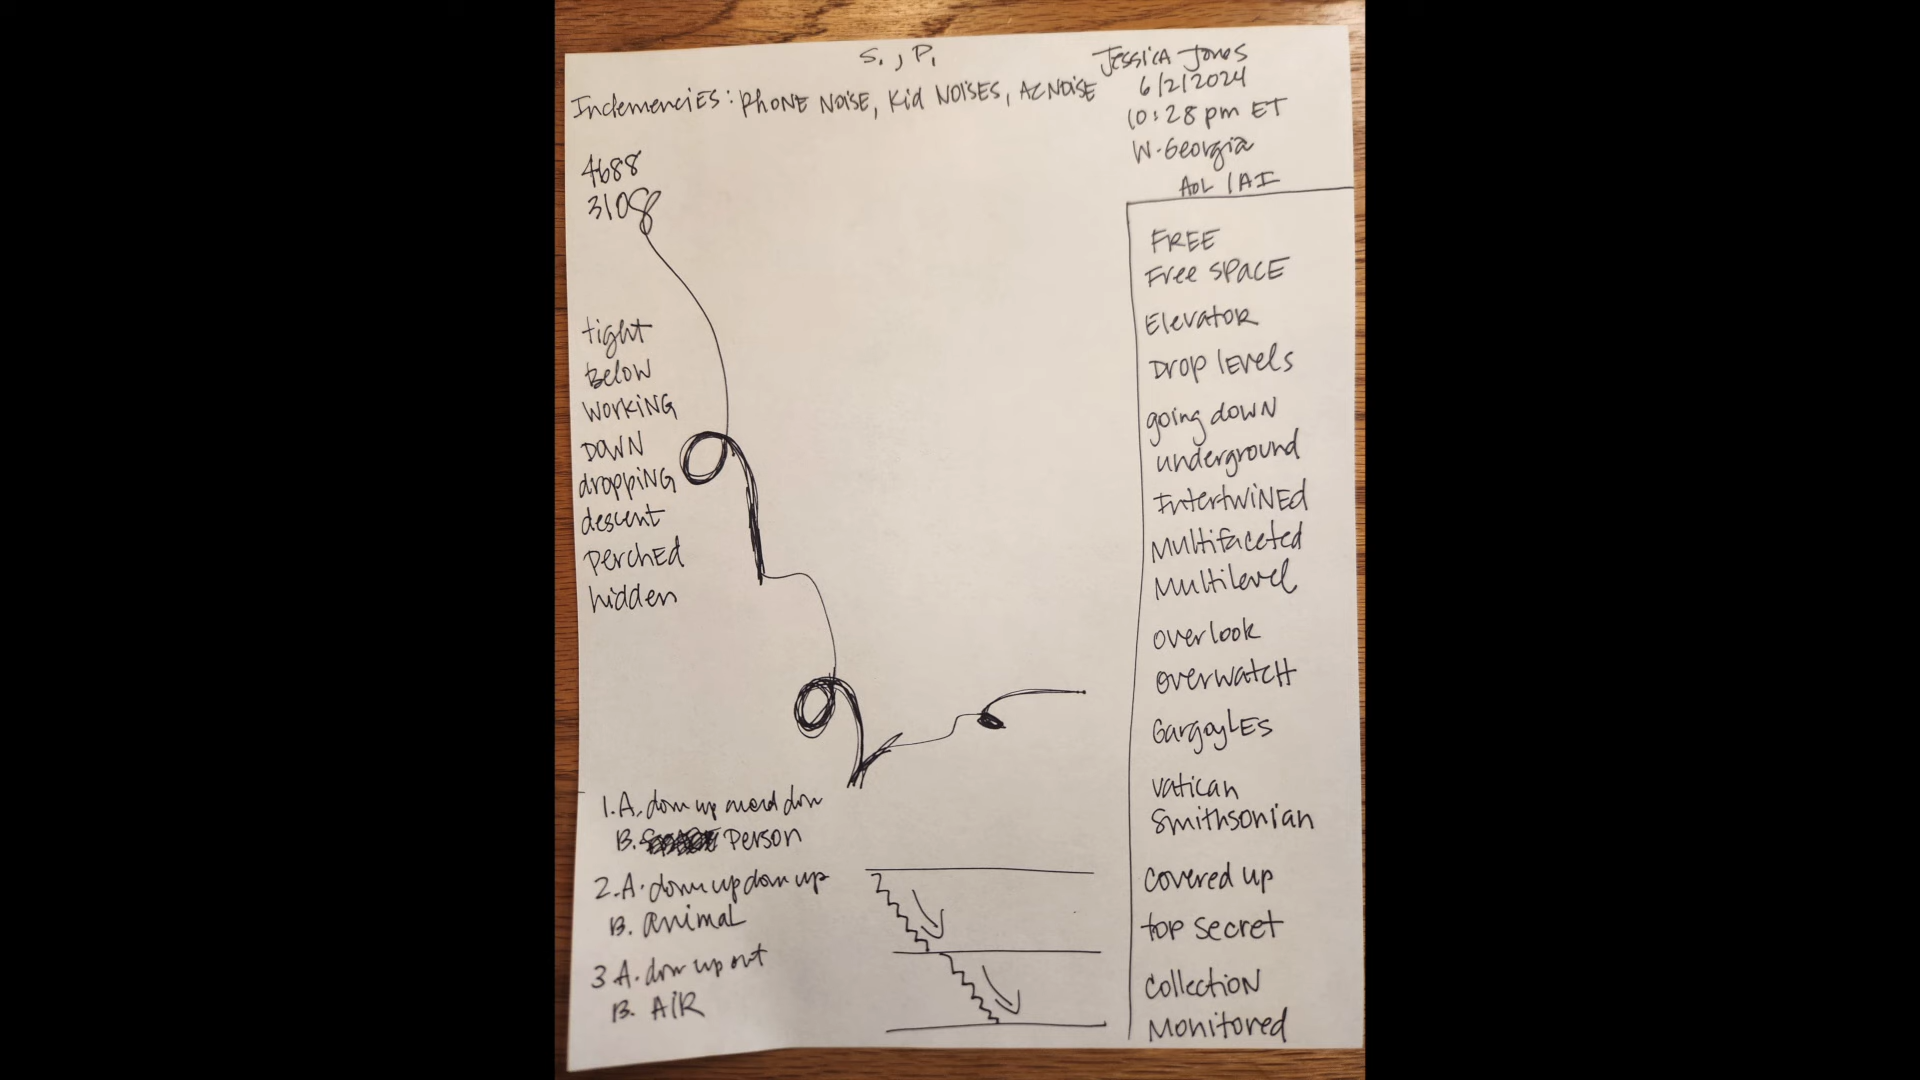 S., P.
Jessica Jones
6/2/2024
10:28 pm ET
W. Georgia
Inclemencies: Phone Noise, Kid Noises, AC Noise
4688
3108
tight
Below
Working
Down
dropping
descent
Perched
hidden
1. A. down up and down
B. Person
2. A. down up down up
B. animal
3 A. down up out
B. AIR
AOL / AI
FREE
Free SPACE
Elevator
Drop levels
going down
underground
Intertwined
Multifaceted
Multilevel
overlook
overwatch
Gargoyles
Vatican
Smithsonian
Covered up
top secret
Collection
Monitored